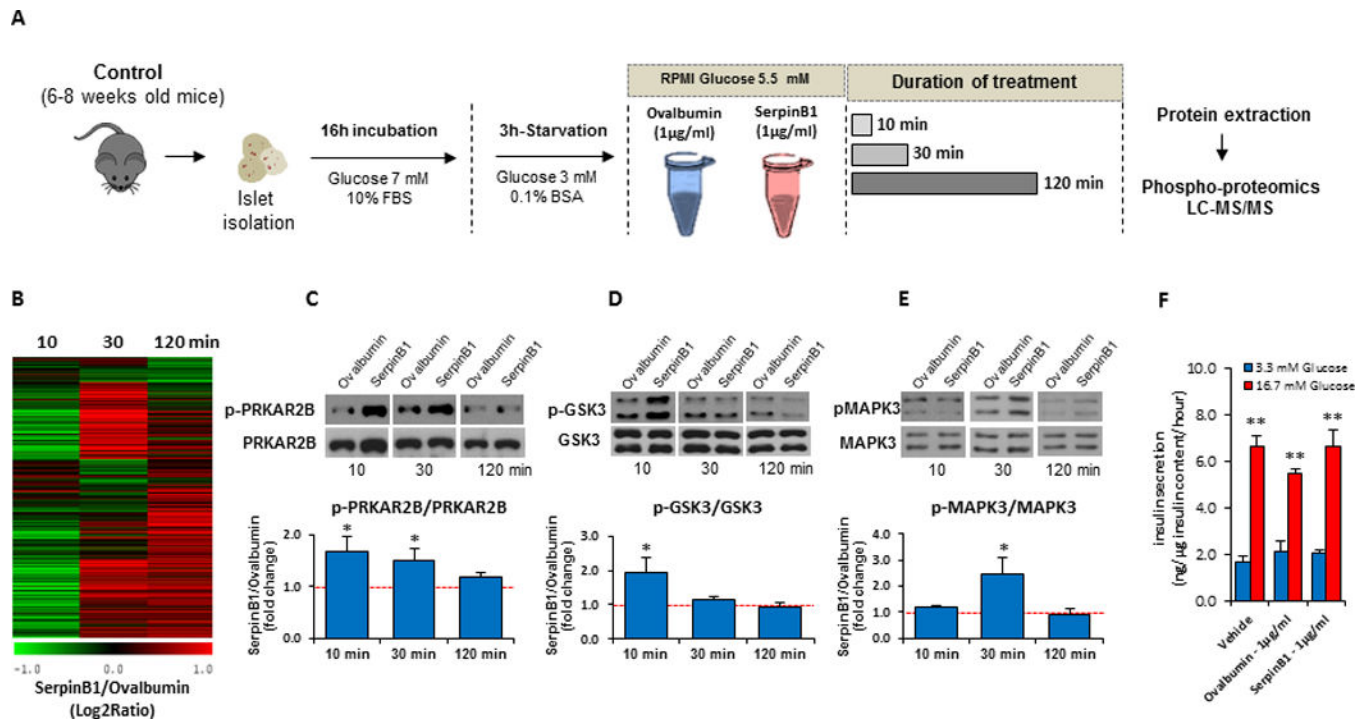 A
Control
(6-8 weeks old mice)
Islet
isolation
16h incubation
Glucose 7 mM
10% FBS
3h-Starvation
Glucose 3 mM
0.1% BSA
RPMI Glucose 5.5 mM
Ovalbumin
(1µg/ml)
SerpinB1
(1µg/ml)
Duration of treatment
10 min
30 min
120 min
Protein extraction
Phospho-proteomics
LC-MS/MS
B
10 30 120 min
-1.0 0.0 1.0
SerpinB1/Ovalbumin
(Log2Ratio)
C
Ovalbumin SerpinB1 Ovalbumin SerpinB1 Ovalbumin SerpinB1
p-PRKAR2B
PRKAR2B
10 30 120 min
p-PRKAR2B/PRKAR2B
SerpinB1/Ovalbumin
(fold change)
2.0
1.0
0.0
* *
10 min 30 min 120 min
D
Ovalbumin SerpinB1 Ovalbumin SerpinB1 Ovalbumin SerpinB1
p-GSK3
GSK3
10 30 120 min
p-GSK3/GSK3
SerpinB1/Ovalbumin
(fold change)
3.0
2.0
1.0
0.0
*
10 min 30 min 120 min
E
Ovalbumin SerpinB1 Ovalbumin SerpinB1 Ovalbumin SerpinB1
pMAPK3
MAPK3
10 30 120 min
p-MAPK3/MAPK3
SerpinB1/Ovalbumin
(fold change)
4.0
3.0
2.0
1.0
0.0
*
10 min 30 min 120 min
F
3.3 mM Glucose
16.7 mM Glucose
insulin secretion
(ng/µg insulin content/hour)
10.0
8.0
6.0
4.0
2.0
0.0
** ** **
Vehicle
Ovalbumin - 1µg/ml
SerpinB1 - 1µg/ml